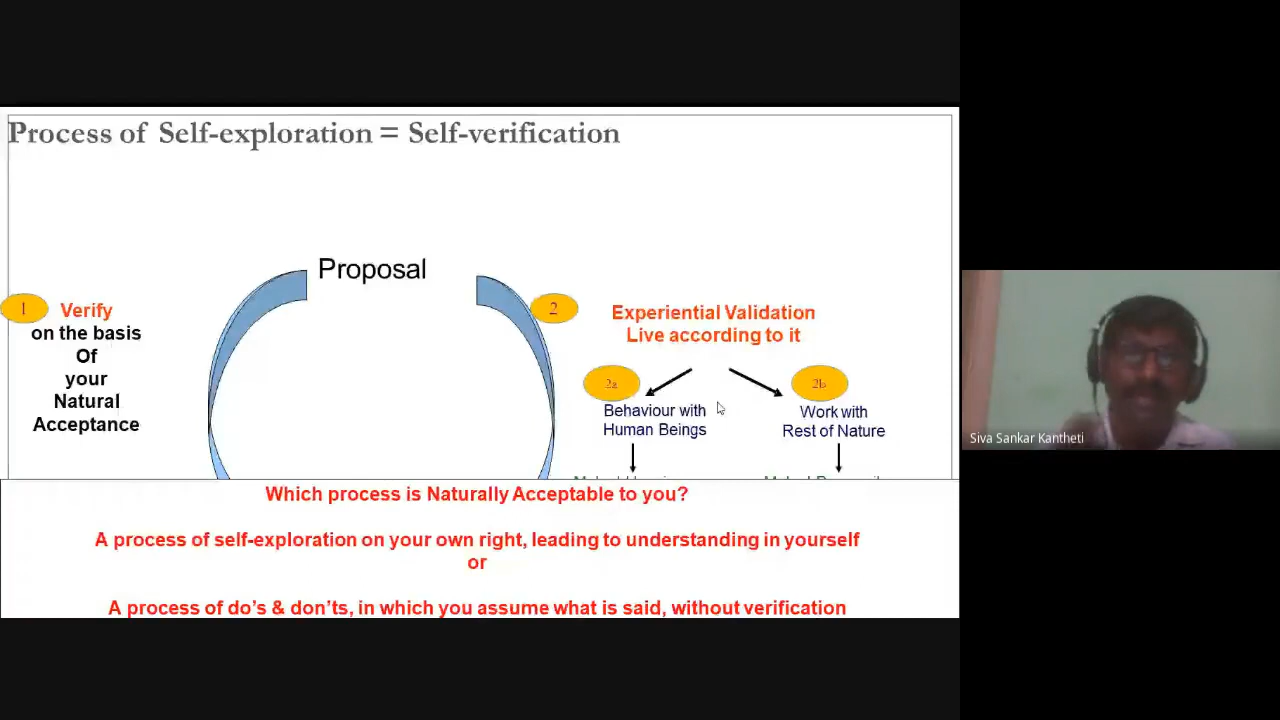 Process of Self-exploration = Self-verification
Proposal
1
Verify
on the basis
Of
your
Natural
Acceptance
2
Experiential Validation
Live according to it
2a
Behaviour with
Human Beings
2b
Work with
Rest of Nature
Which process is Naturally Acceptable to you?
A process of self-exploration on your own right, leading to understanding in yourself
or
A process of do's & don'ts, in which you assume what is said, without verification
Siva Sankar Kantheti